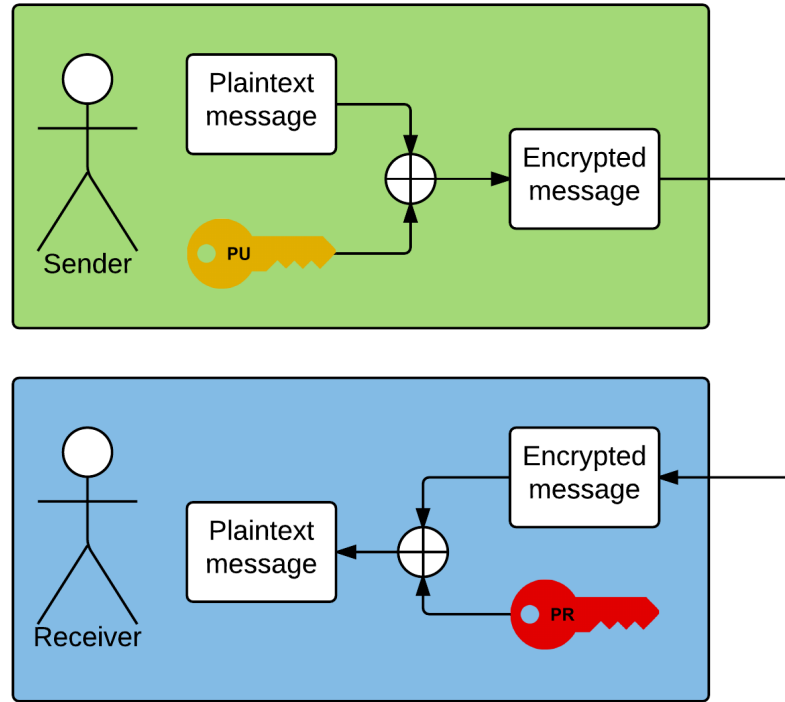 Plaintext
message
Encrypted
message
PU
Sender
Encrypted
message
Plaintext
message
PR
Receiver